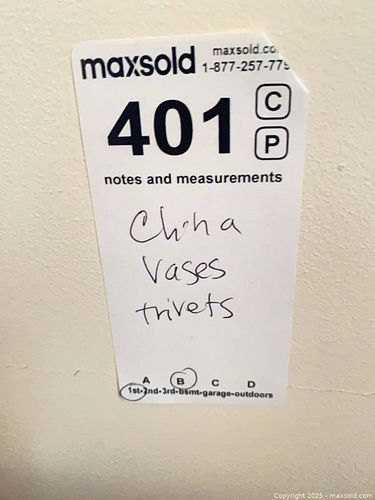 maxsold maxsold.co
1-877-257-779
401 C
P
notes and measurements
China
Vases
trivets
A B C D
1st-2nd-3rd-bsmt-garage-outdoors
Copyright 2025 - maxsold.com